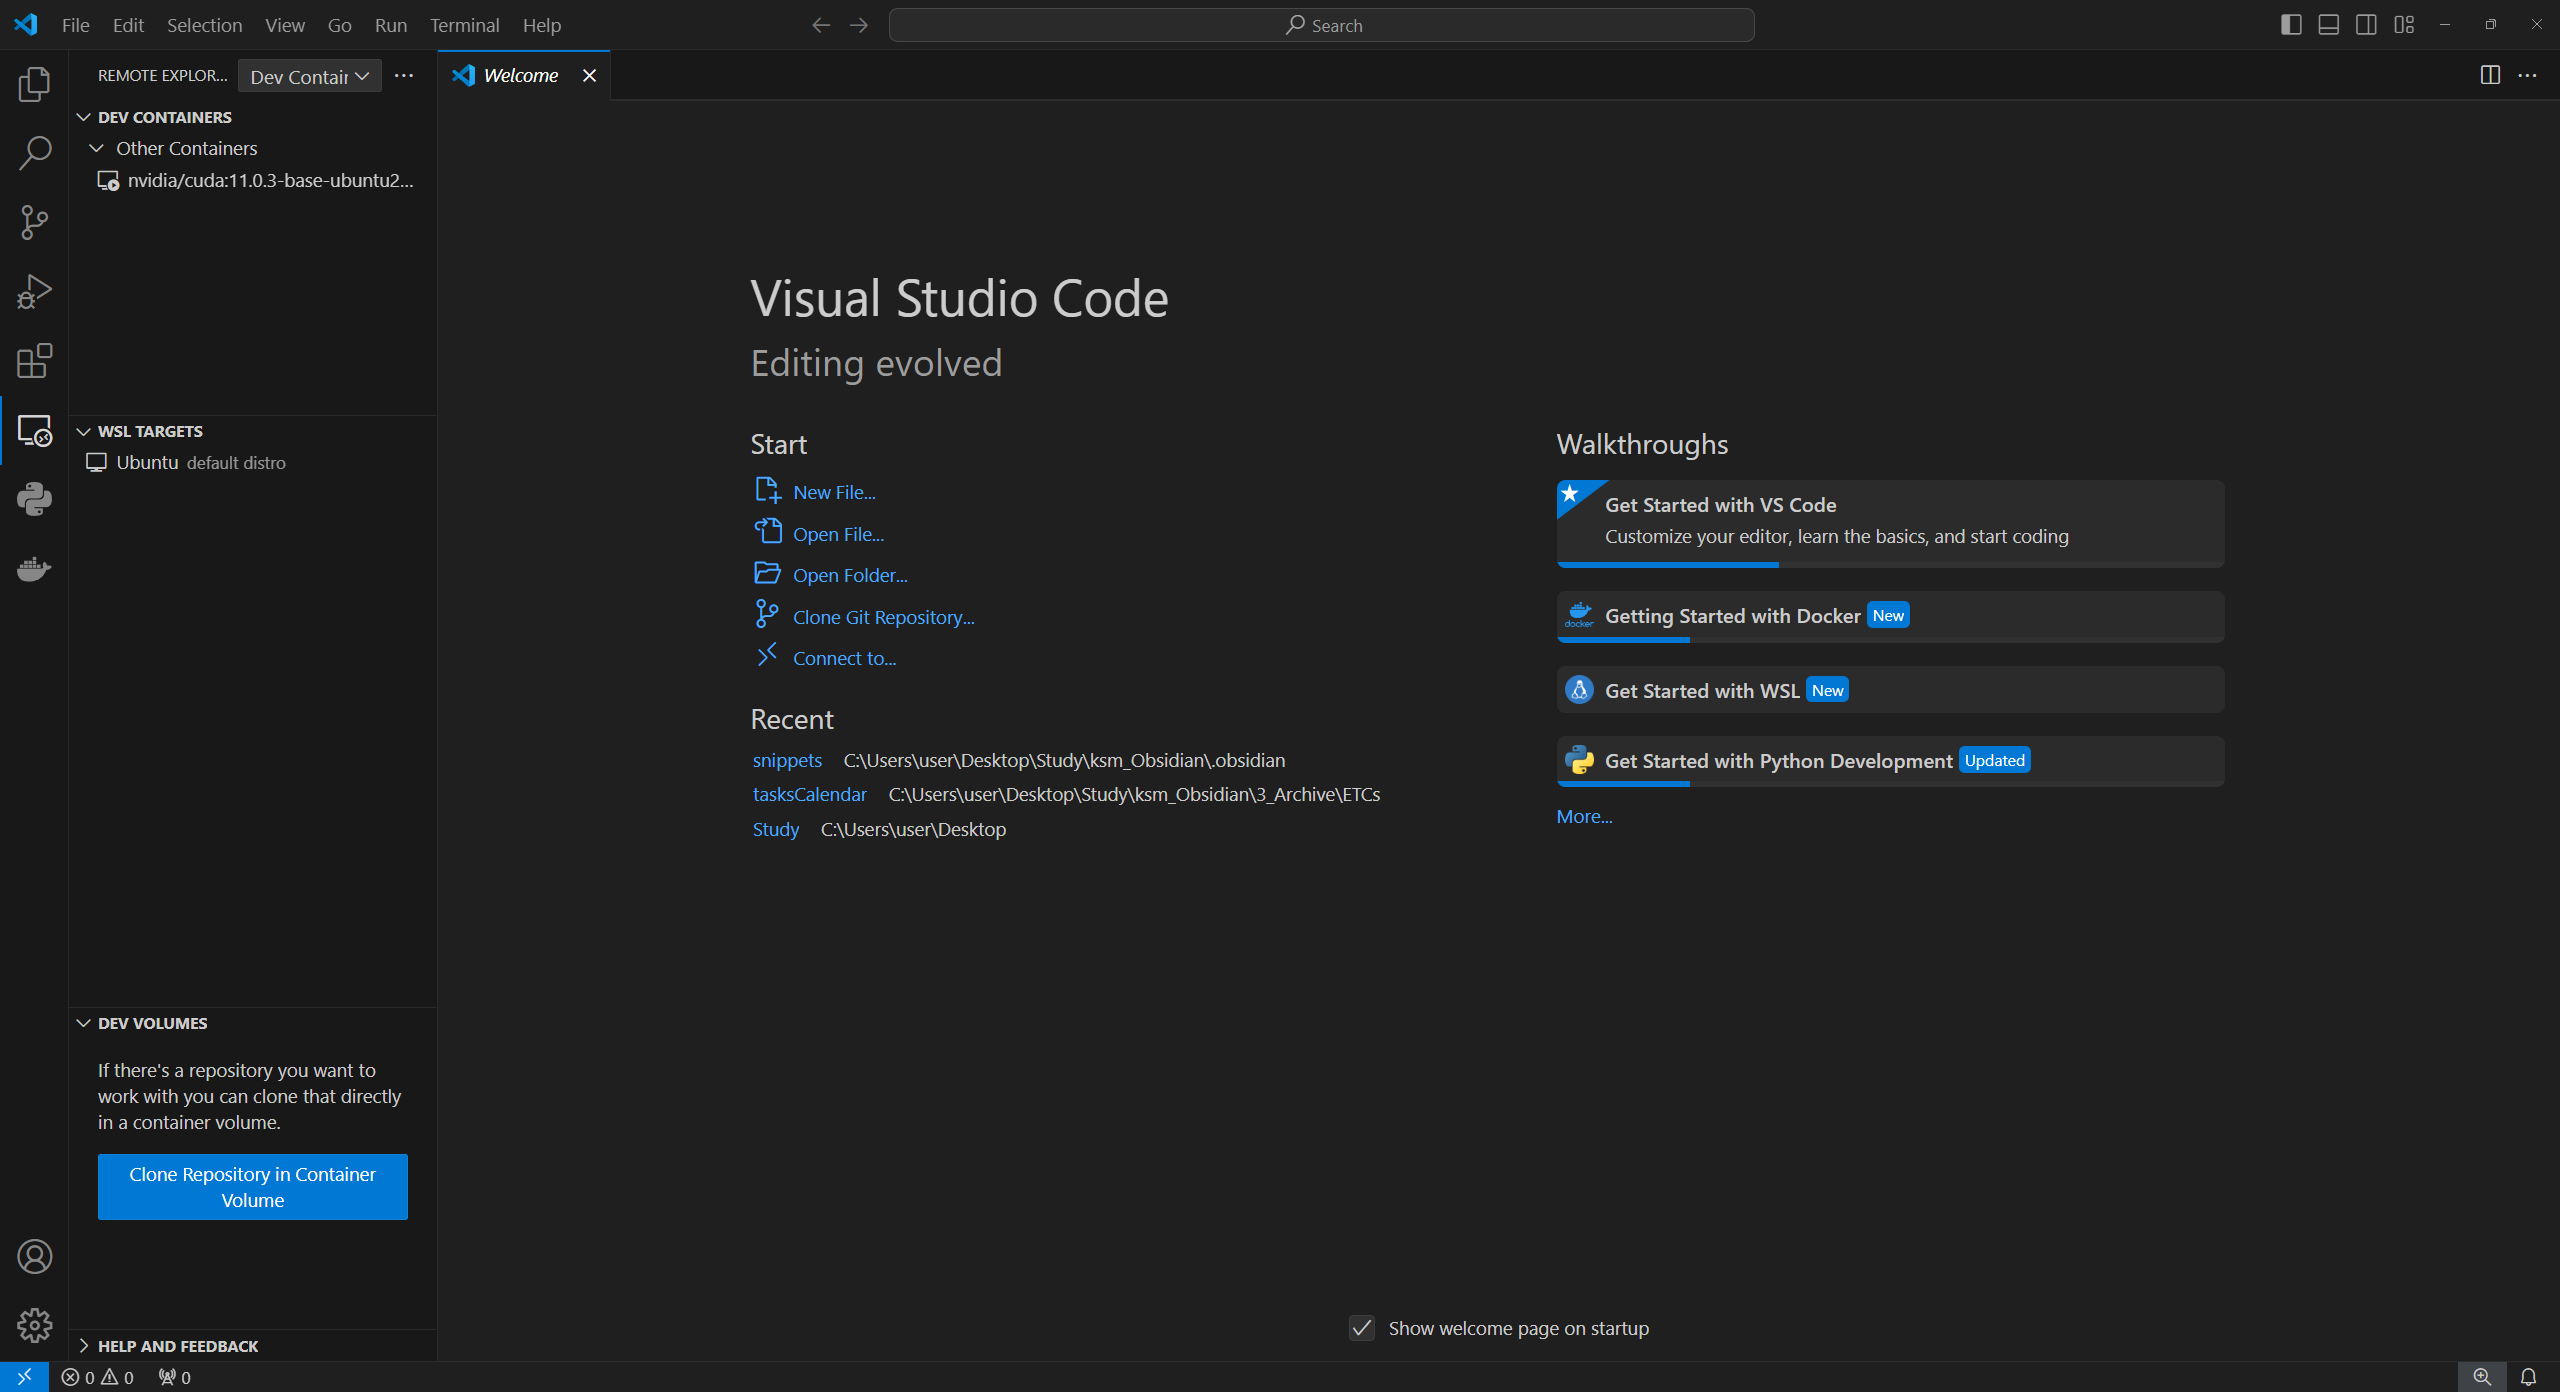 File Edit Selection View Go Run Terminal Help
Search
REMOTE EXPLOR... Dev Contair
Welcome
DEV CONTAINERS
Other Containers
nvidia/cuda:11.0.3-base-ubuntu2...
WSL TARGETS
Ubuntu default distro
DEV VOLUMES
If there's a repository you want to
work with you can clone that directly
in a container volume.
Clone Repository in Container
Volume
HELP AND FEEDBACK
Visual Studio Code
Editing evolved
Start
New File...
Open File...
Open Folder...
Clone Git Repository...
Connect to...
Recent
snippets C:\Users\user\Desktop\Study\ksm_Obsidian\.obsidian
tasksCalendar C:\Users\user\Desktop\Study\ksm_Obsidian\3_Archive\ETCs
Study C:\Users\user\Desktop
Walkthroughs
Get Started with VS Code
Customize your editor, learn the basics, and start coding
docker
Getting Started with Docker New
Get Started with WSL New
Get Started with Python Development Updated
More...
Show welcome page on startup
0 0 0